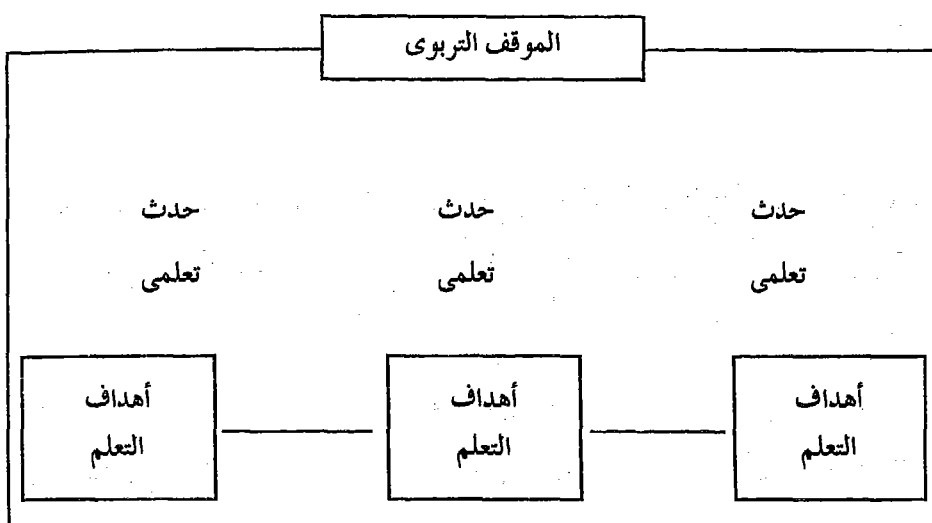 الموقف التربوى
حدث حدث حدث
تعلمى تعلمى تعلمى
أهداف أهداف أهداف
التعلم التعلم التعلم